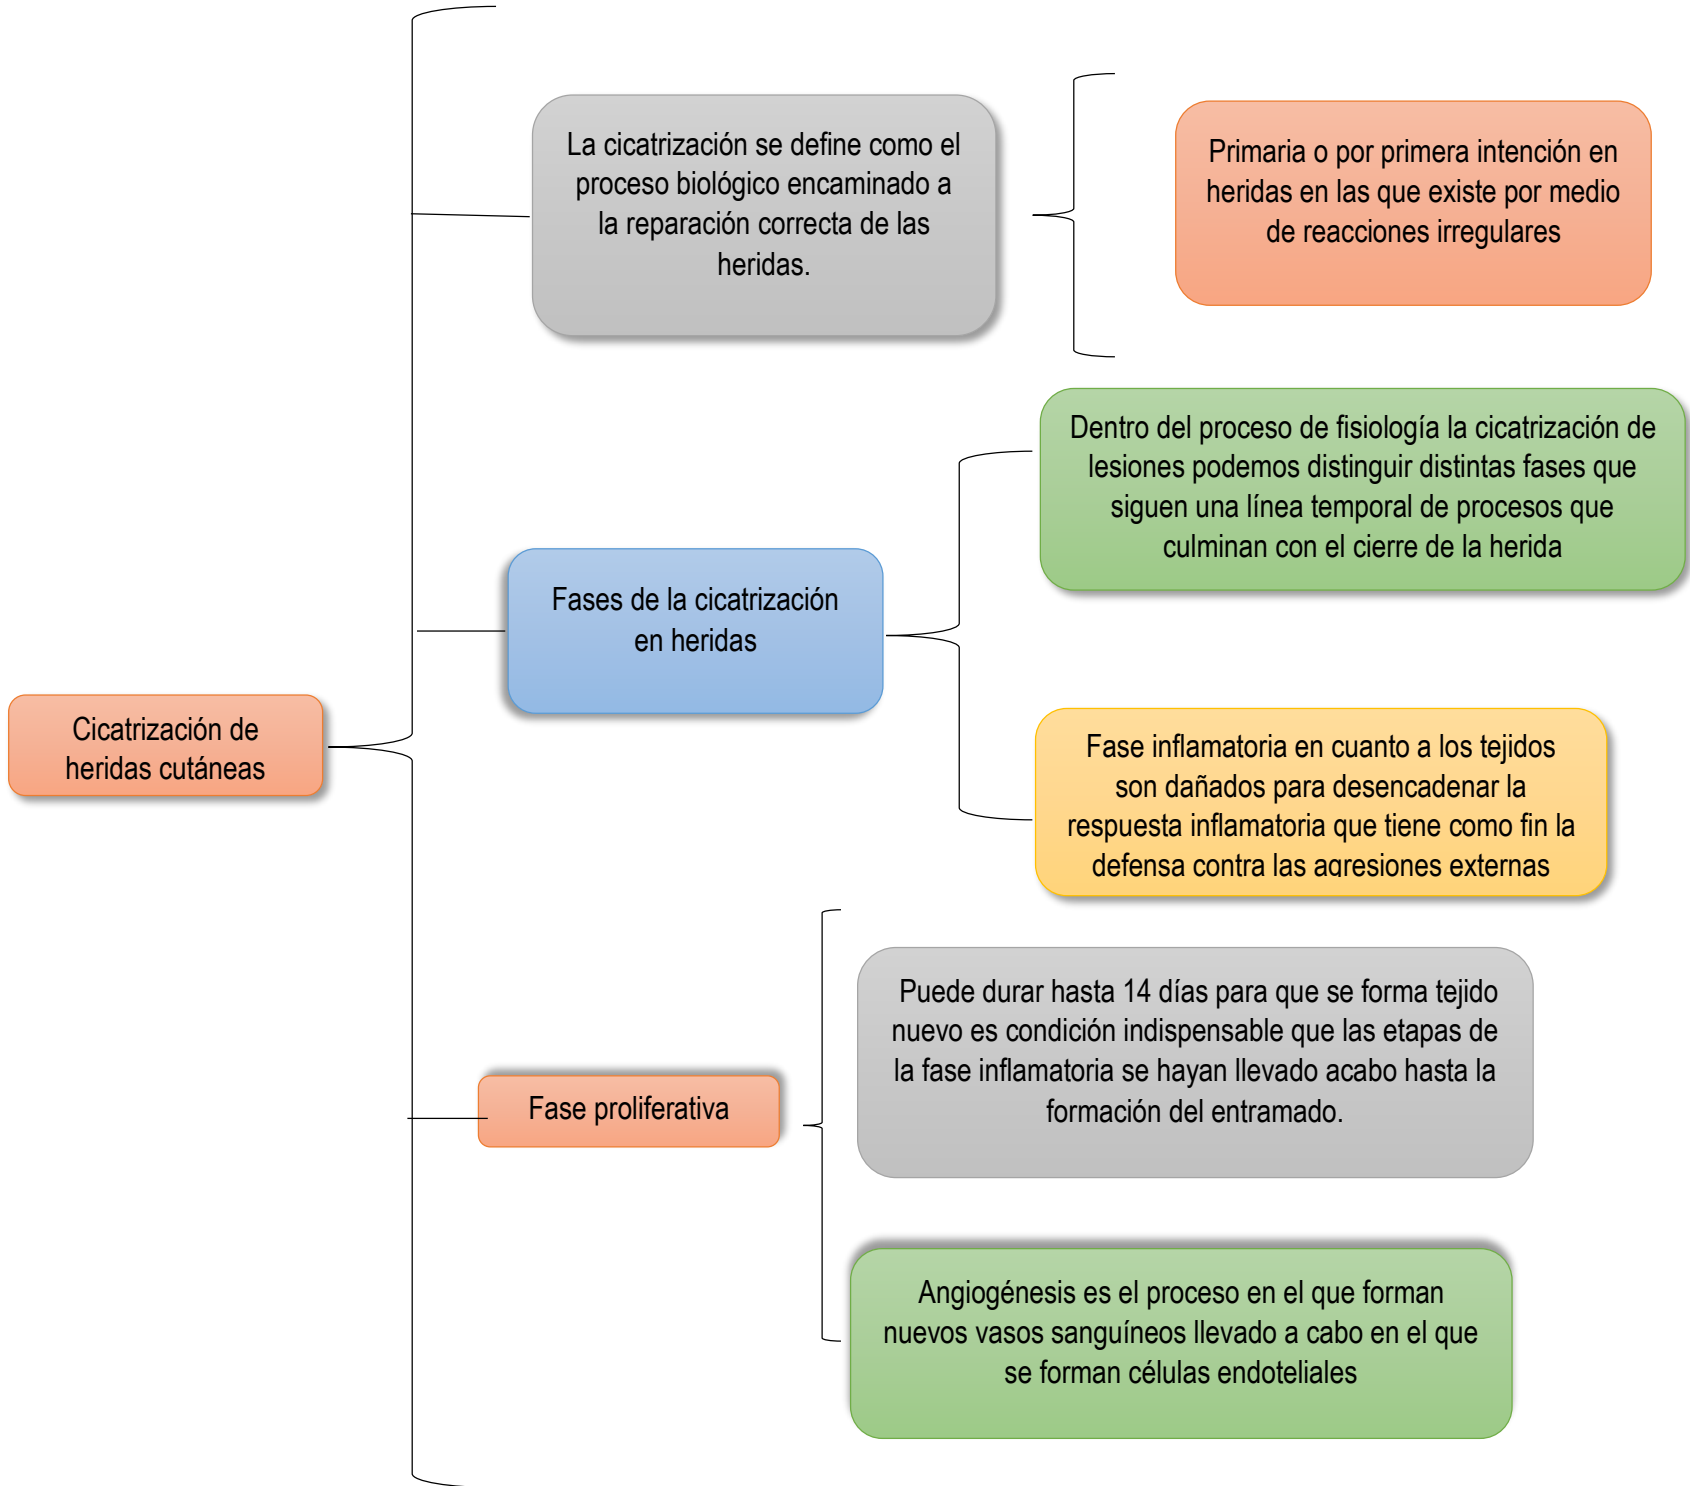 La cicatrización se define como el
proceso biológico encaminado a
la reparación correcta de las
heridas.
Primaria o por primera intención en
heridas en las que existe por medio
de reacciones irregulares
Dentro del proceso de fisiología la cicatrización de
lesiones podemos distinguir distintas fases que
siguen una línea temporal de procesos que
culminan con el cierre de la herida
Fases de la cicatrización
en heridas
Cicatrización de
heridas cutáneas
Fase inflamatoria en cuanto a los tejidos
son dañados para desencadenar la
respuesta inflamatoria que tiene como fin la
defensa contra las agresiones externas
Fase proliferativa
Puede durar hasta 14 días para que se forma tejido
nuevo es condición indispensable que las etapas de
la fase inflamatoria se hayan llevado acabo hasta la
formación del entramado.
Angiogénesis es el proceso en el que forman
nuevos vasos sanguíneos llevado a cabo en el que
se forman células endoteliales